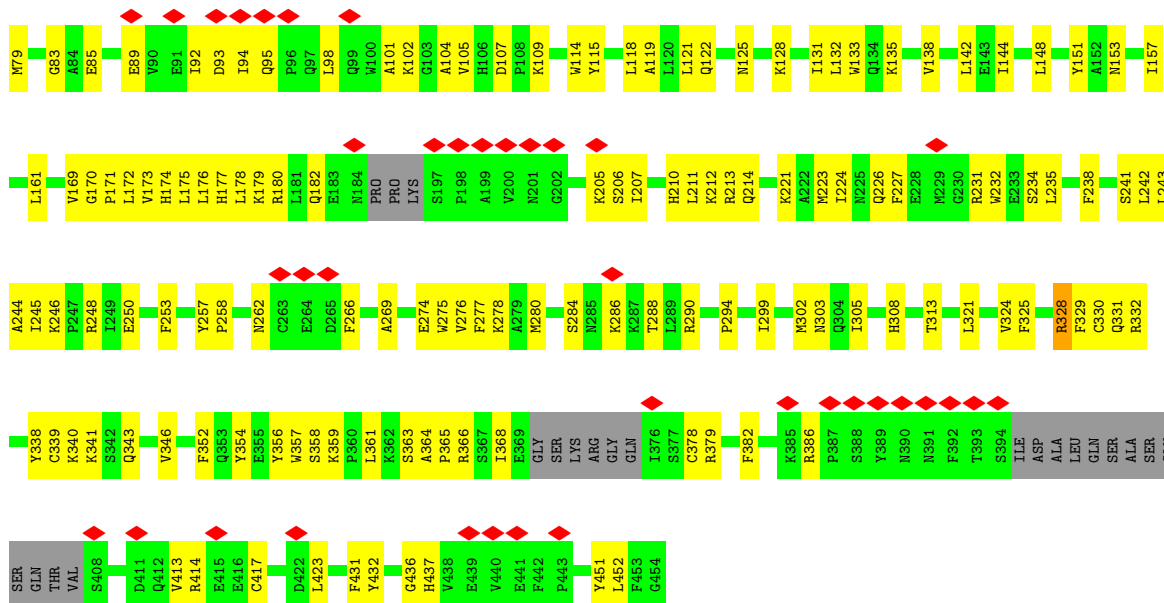 M79 G83 A84 E85 E89 V90 E91 I92 D93 I94 Q95 P96 Q97 L98 Q99 W100 A101 K102 G103 A104 V105 H106 D107 P108 K109 W114 Y115 L118 A119 L120 L121 Q122 N125 K128 I131 L132 W133 Q134 K135 V138 L142 E143 I144 L148 Y151 A152 N153 I157
L161 V169 G170 P171 L172 V173 H174 L175 L176 H177 L178 K179 R180 L181 Q182 E183 N184 PRO PRO LYS S197 P198 A199 V200 N201 G202 K205 S206 I207 H210 L211 K212 R213 Q214 K221 A222 M223 I224 N225 Q226 F227 E228 M229 G230 R231 W232 E233 S234 L235 F238 S241 L242 L243
A244 I245 K246 P247 R248 I249 E250 F253 Y257 P258 N262 C263 E264 D265 F266 A269 E274 W275 V276 F277 K278 A279 M280 S284 N285 K286 K287 T288 L289 R290 P294 I299 M302 N303 Q304 I305 H308 T313 L321 V324 F325 R328 F329 C330 Q331 R332
Y338 C339 K340 K341 S342 Q343 V346 F352 Q353 Y354 E355 Y356 W357 S358 K359 P360 L361 K362 S363 A364 P365 R366 S367 I368 E369 GLY SER LYS ARG GLY GLN I376 S377 C378 R379 F382 K385 R386 P387 S388 Y389 N390 N391 F392 T393 S394 ILE ASP ALA LEU GLN SER ALA SER
SER GLN THR VAL S408 D411 Q412 V413 R414 E415 E416 C417 D422 L423 F431 Y432 G436 H437 V438 E439 V440 E441 F442 P443 Y451 L452 F453 G454